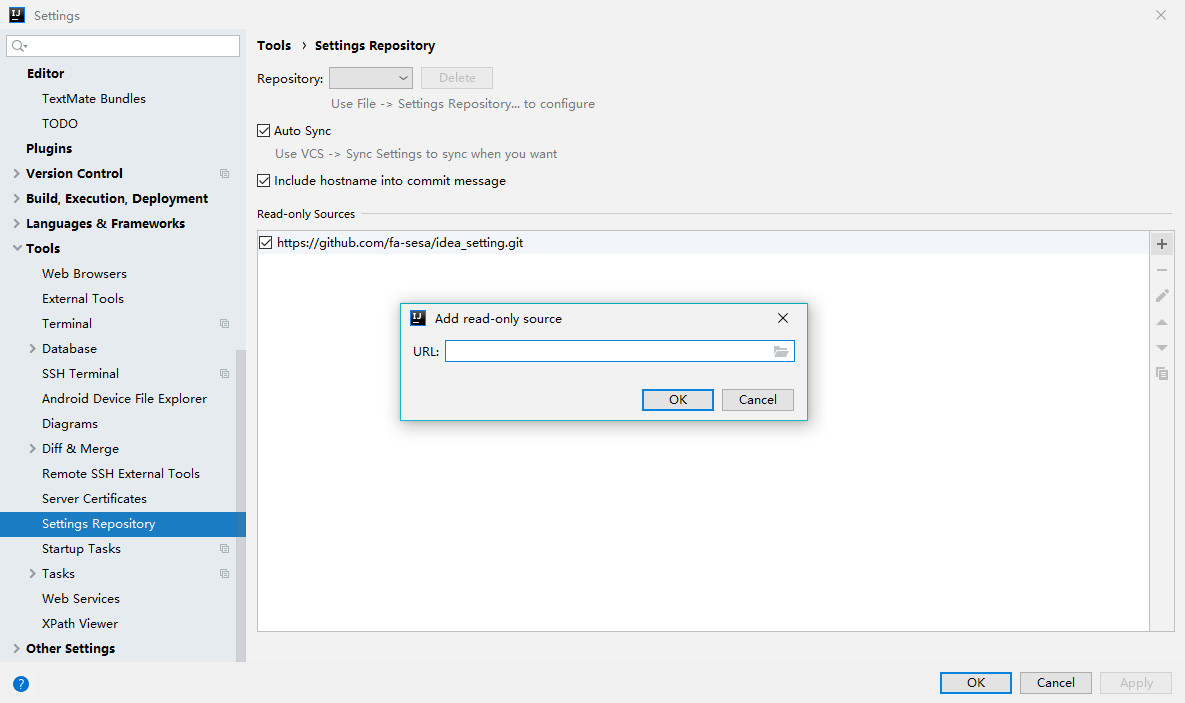 Settings
Editor
TextMate Bundles
TODO
Plugins
Version Control
Build, Execution, Deployment
Languages & Frameworks
Tools
Web Browsers
External Tools
Terminal
Database
SSH Terminal
Android Device File Explorer
Diagrams
Diff & Merge
Remote SSH External Tools
Server Certificates
Settings Repository
Startup Tasks
Tasks
Web Services
XPath Viewer
Other Settings
Tools › Settings Repository
Repository: Delete
Use File -> Settings Repository... to configure
Auto Sync
Use VCS -> Sync Settings to sync when you want
Include hostname into commit message
Read-only Sources
https://github.com/fa-sesa/idea_setting.git
IJ Add read-only source
URL:
OK Cancel
? OK Cancel Apply